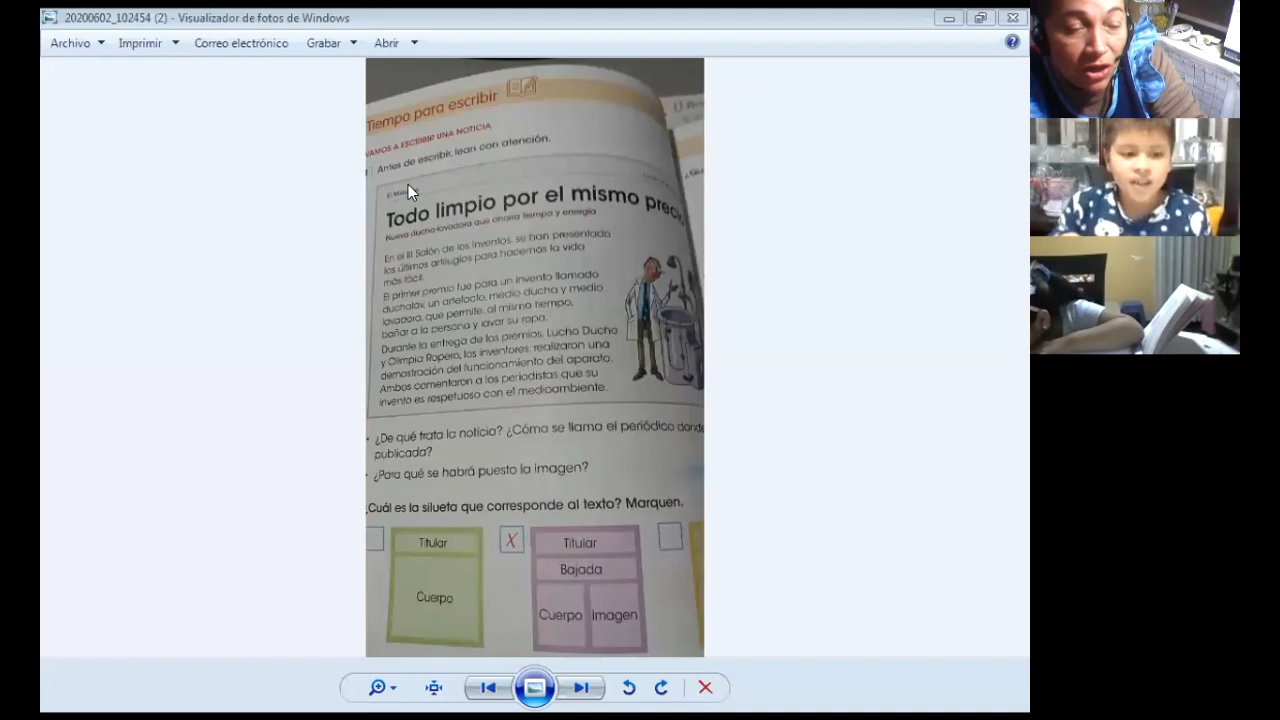 20200602_102454 (2) - Visualizador de fotos de Windows
Archivo Imprimir Correo electrónico Grabar Abrir
Tiempo para escribir
VAMOS A ESCRIBIR UNA NOTICIA
Antes de escribir, lean con atención.
El
Todo limpio por el mismo
Nueva ducha-lavadora que ahorra tiempo y energía
En el III Salón de los Inventos, se han presentado
los últimos artilugios para hacernos la vida
más fácil.
El primer premio fue para un invento llamado
duchalav, un artefacto, medio ducha y medio
lavadora, que permite, al mismo tiempo,
bañar a la persona y lavar su ropa.
Durante la entrega de los premios, Lucho Ducho
y Olimpia Ropero, los inventores, realizaron una
demostración del funcionamiento del aparato.
Ambos comentaron a los periodistas que su
invento es respetuoso con el medioambiente.
• ¿De qué trata la noticia? ¿Cómo se llama el periódico donde
publicada?
• ¿Para qué se habrá puesto la imagen?
¿Cuál es la silueta que corresponde al texto? Marquen.
Titular
Cuerpo
X
Titular
Bajada
Cuerpo Imagen